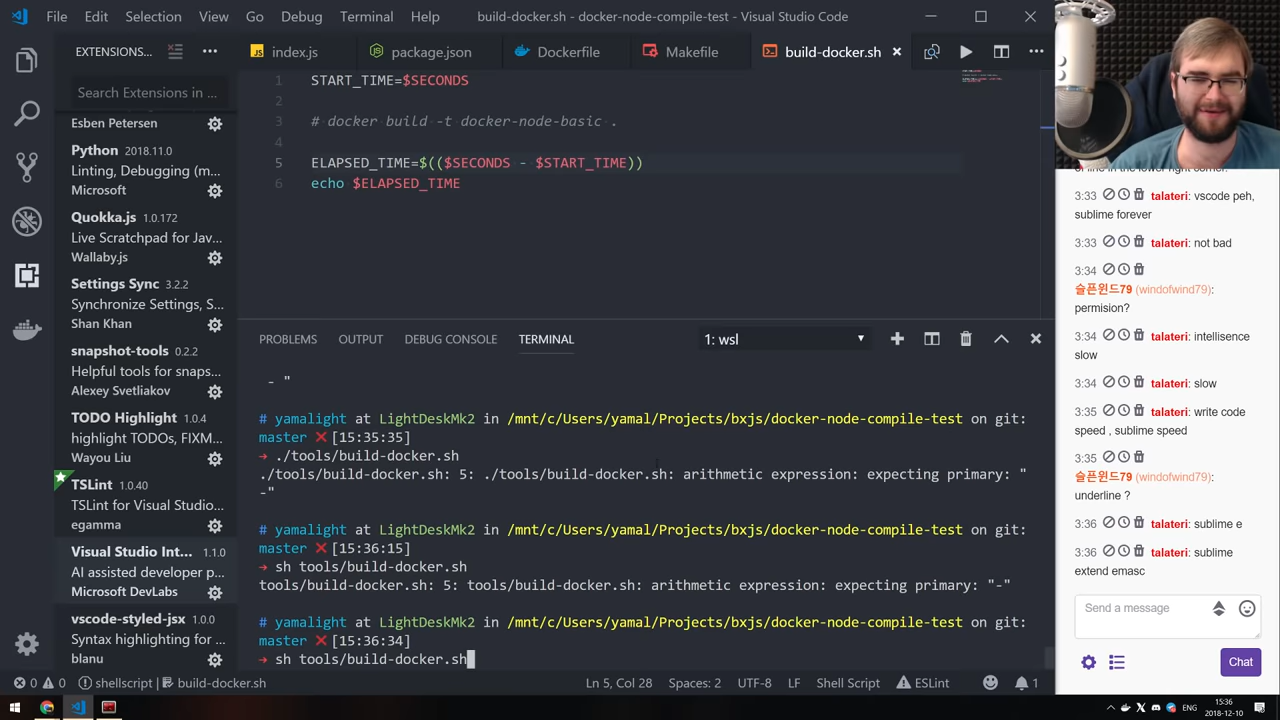 File Edit Selection View Go Debug Terminal Help build-docker.sh - docker-node-compile-test - Visual Studio Code
EXTENSIONS...
index.js package.json Dockerfile Makefile build-docker.sh
Search Extensions in ...
Esben Petersen
Python 2018.11.0
Linting, Debugging (m...
Microsoft
Quokka.js 1.0.172
Live Scratchpad for Jav...
Wallaby.js
Settings Sync 3.2.2
Synchronize Settings, S...
Shan Khan
snapshot-tools 0.2.2
Helpful tools for snaps...
Alexey Svetliakov
TODO Highlight 1.0.4
highlight TODOs, FIXM...
Wayou Liu
TSLint 1.0.40
TSLint for Visual Studio...
egamma
Visual Studio Int... 1.1.0
AI assisted developer p...
Microsoft DevLabs
vscode-styled-jsx 1.0.0
Syntax highlighting for ...
blanu
1 START_TIME=$SECONDS
2
3 # docker build -t docker-node-basic .
4
5 ELAPSED_TIME=$(($SECONDS - $START_TIME))
6 echo $ELAPSED_TIME
PROBLEMS OUTPUT DEBUG CONSOLE TERMINAL 1: wsl
- "
# yamalight at LightDeskMk2 in /mnt/c/Users/yamal/Projects/bxjs/docker-node-compile-test on git:
master ❌ [15:35:35]
➜ ./tools/build-docker.sh
./tools/build-docker.sh: 5: ./tools/build-docker.sh: arithmetic expression: expecting primary: "
-"
# yamalight at LightDeskMk2 in /mnt/c/Users/yamal/Projects/bxjs/docker-node-compile-test on git:
master ❌ [15:36:15]
➜ sh tools/build-docker.sh
tools/build-docker.sh: 5: tools/build-docker.sh: arithmetic expression: expecting primary: "-"
# yamalight at LightDeskMk2 in /mnt/c/Users/yamal/Projects/bxjs/docker-node-compile-test on git:
master ❌ [15:36:34]
➜ sh tools/build-docker.sh
0 0 shellscript build-docker.sh Ln 5, Col 28 Spaces: 2 UTF-8 LF Shell Script ESLint 1
of line in the lower right corner.
3:33 talateri: vscode peh,
sublime forever
3:33 talateri: not bad
3:34
슬픈윈드79 (windofwind79):
permision?
3:34 talateri: intellisence
slow
3:34 talateri: slow
3:35 talateri: write code
speed , sublime speed
3:35
슬픈윈드79 (windofwind79):
underline ?
3:36 talateri: sublime e
3:36 talateri: sublime
extend emasc
Send a message
Chat
ENG
15:36
2018-12-10